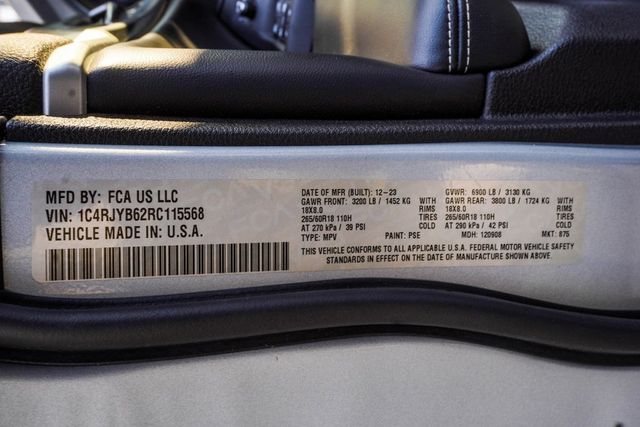 MFD BY: FCA US LLC
VIN: 1C4RJYB62RC115568
VEHICLE MADE IN: U.S.A.
DATE OF MFR (BUILT): 12-23 GVWR: 6900 LB / 3130 KG
GAWR FRONT: 3200 LB / 1452 KG WITH GAWR REAR: 3800 LB / 1724 KG WITH
18X8.0 RIMS 18X8.0 RIMS
265/60R18 110H TIRES 265/60R18 110H TIRES
AT 270 kPa / 39 PSI COLD AT 290 kPa / 42 PSI COLD
TYPE: MPV PAINT: PSE MDH: 120908 MKT: 875
THIS VEHICLE CONFORMS TO ALL APPLICABLE U.S.A. FEDERAL MOTOR VEHICLE SAFETY
STANDARDS IN EFFECT ON THE DATE OF MANUFACTURE SHOWN ABOVE.